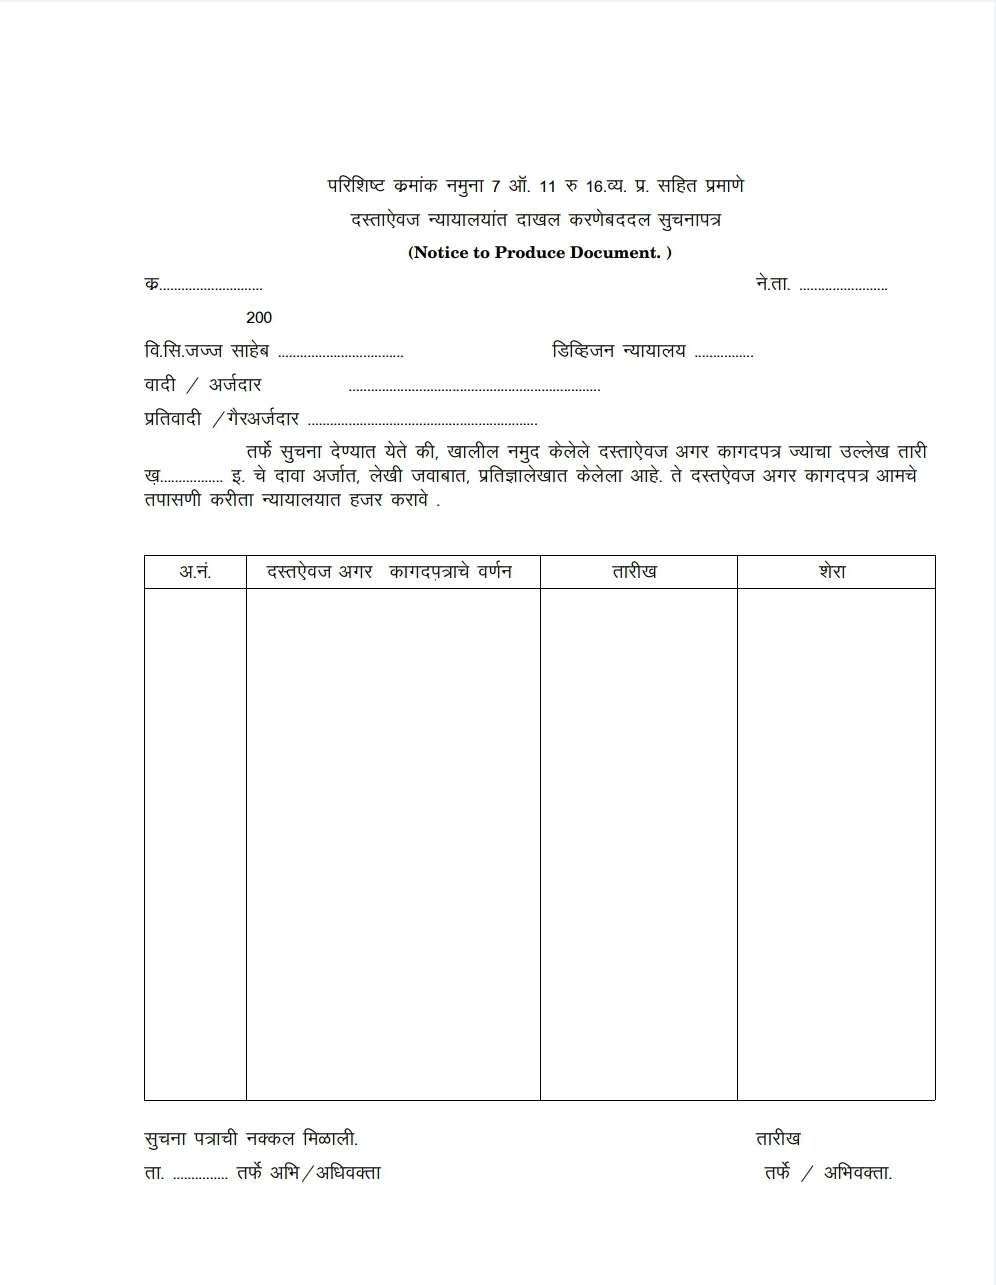 परिशिष्ट क्रमांक नमुना 7 ऑ. 11 रु 16.व्य. प्र. सहित प्रमाणे
दस्ताऐवज न्यायालयांत दाखल करणेबददल सुचनापत्र
(Notice to Produce Document. )
क्र............................ ने.ता. ........................
200
वि.सि.जज्ज साहेब .................................. डिव्हिजन न्यायालय ................
वादी / अर्जदार ....................................................................
प्रतिवादी /गैरअर्जदार ..............................................................
तर्फे सुचना देण्यात येते की, खालील नमुद केलेले दस्ताऐवज अगर कागदपत्र ज्याचा उल्लेख तारी
ख़................. इ. चे दावा अर्जात, लेखी जवाबात, प्रतिज्ञालेखात केलेला आहे. ते दस्तऐवज अगर कागदपत्र आमचे
तपासणी करीता न्यायालयात हजर करावे .
अ.नं. दस्तऐवज अगर कागदप़त्राचे वर्णन तारीख शेरा
सुचना पत्राची नक्कल मिळाली. तारीख
ता. ............... तर्फे अभि/अधिवक्ता तर्फे / अभिवक्ता.